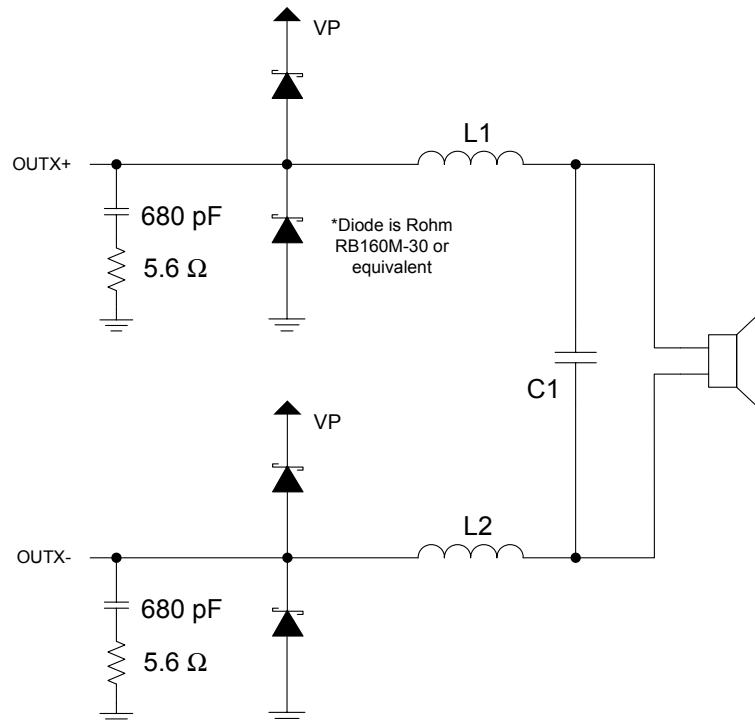 VP
L1
OUTX+
680 pF
5.6 Ω
*Diode is Rohm
RB160M-30 or
equivalent
C1
VP
L2
OUTX-
680 pF
5.6 Ω